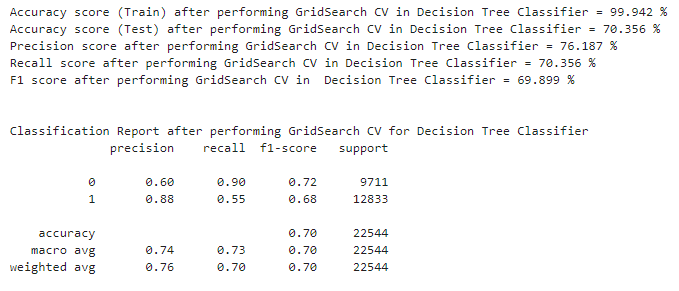 Accuracy score (Train) after performing GridSearch CV in Decision Tree Classifier = 99.942 %
Accuracy score (Test) after performing GridSearch CV in Decision Tree Classifier = 70.356 %
Precision score after performing GridSearch CV in Decision Tree Classifier = 76.187 %
Recall score after performing GridSearch CV in Decision Tree Classifier = 70.356 %
F1 score after performing GridSearch CV in  Decision Tree Classifier = 69.899 %
Classification Report after performing GridSearch CV for Decision Tree Classifier
precision recall f1-score support
0 0.60 0.90 0.72 9711
1 0.88 0.55 0.68 12833
accuracy 0.70 22544
macro avg 0.74 0.73 0.70 22544
weighted avg 0.76 0.70 0.70 22544